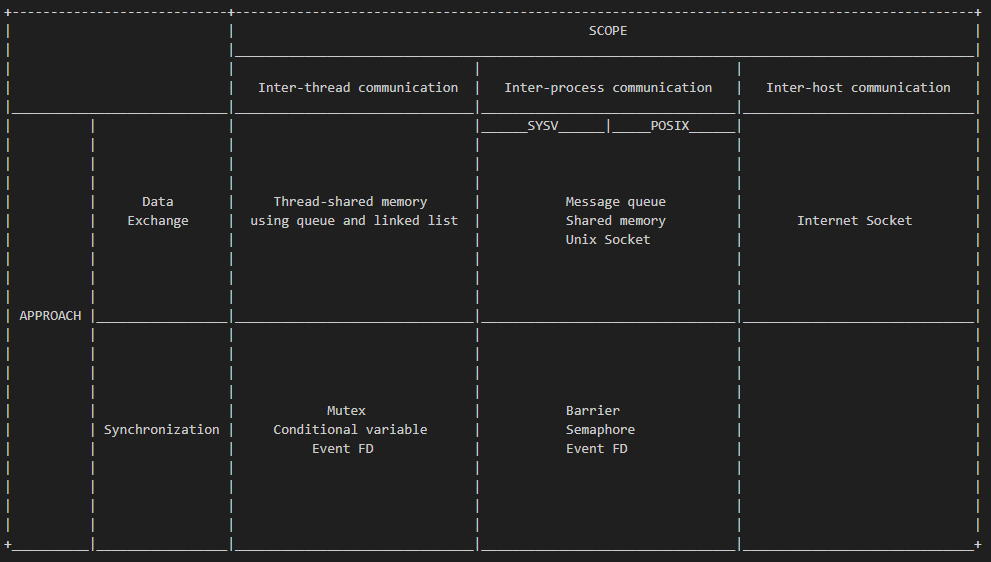 SCOPE
Inter-thread communication Inter-process communication Inter-host communication
SYSV POSIX
Data Thread-shared memory Message queue
Exchange using queue and linked list Shared memory Internet Socket
Unix Socket
APPROACH
Mutex Barrier
Synchronization Conditional variable Semaphore
Event FD Event FD